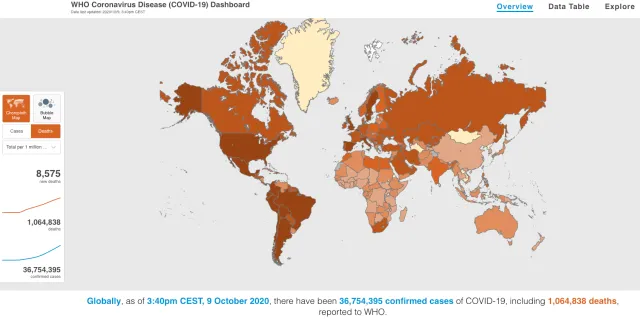 WHO Coronavirus Disease (COVID-19) Dashboard
Data last updated: 2020/10/9, 3:40pm CEST
Overview
Data Table
Explore
Choropleth
Map
Bubble
Map
Cases
Deaths
Total per 1 million ...
8,575
new deaths
1,064,838
deaths
36,754,395
confirmed cases
Globally, as of 3:40pm CEST, 9 October 2020, there have been 36,754,395 confirmed cases of COVID-19, including 1,064,838 deaths,
reported to WHO.